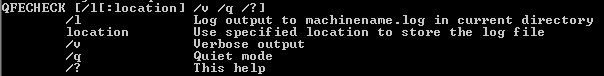 QFECHECK [/l[:location] /v /q /?]
/l Log output to machinename.log in current directory
location Use specified location to store the log file
/v Verbose output
/q Quiet mode
/? This help